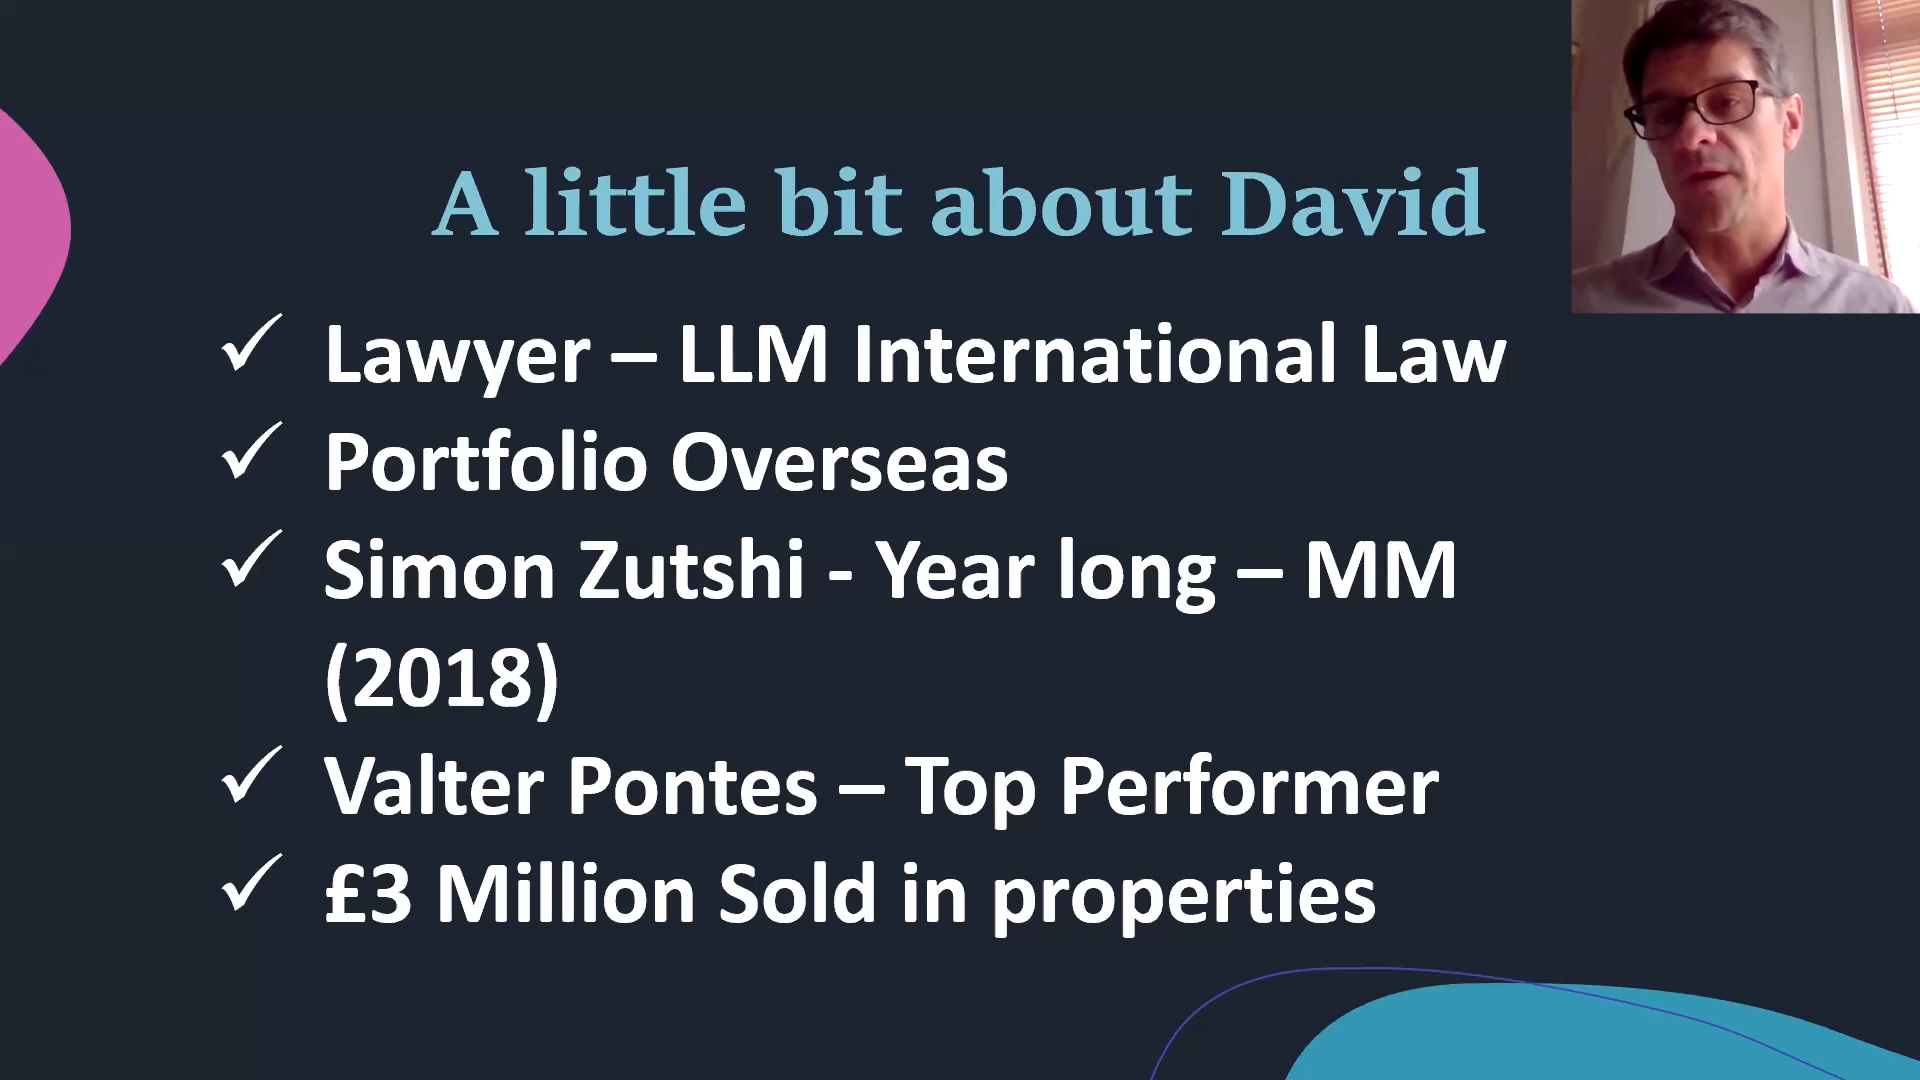 A little bit about David
✓ Lawyer – LLM International Law
✓ Portfolio Overseas
✓ Simon Zutshi - Year long – MM
(2018)
✓ Valter Pontes – Top Performer
✓ £3 Million Sold in properties